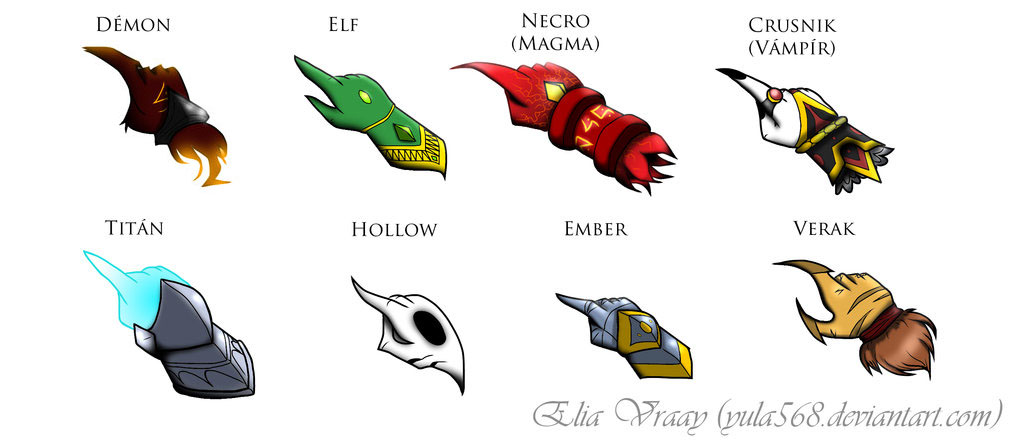 Démon
Elf
Necro
(Magma)
Crusnik
(Vámpír)
Titán
Hollow
Ember
Verak
Elia Vraay (yula568.deviantart.com)